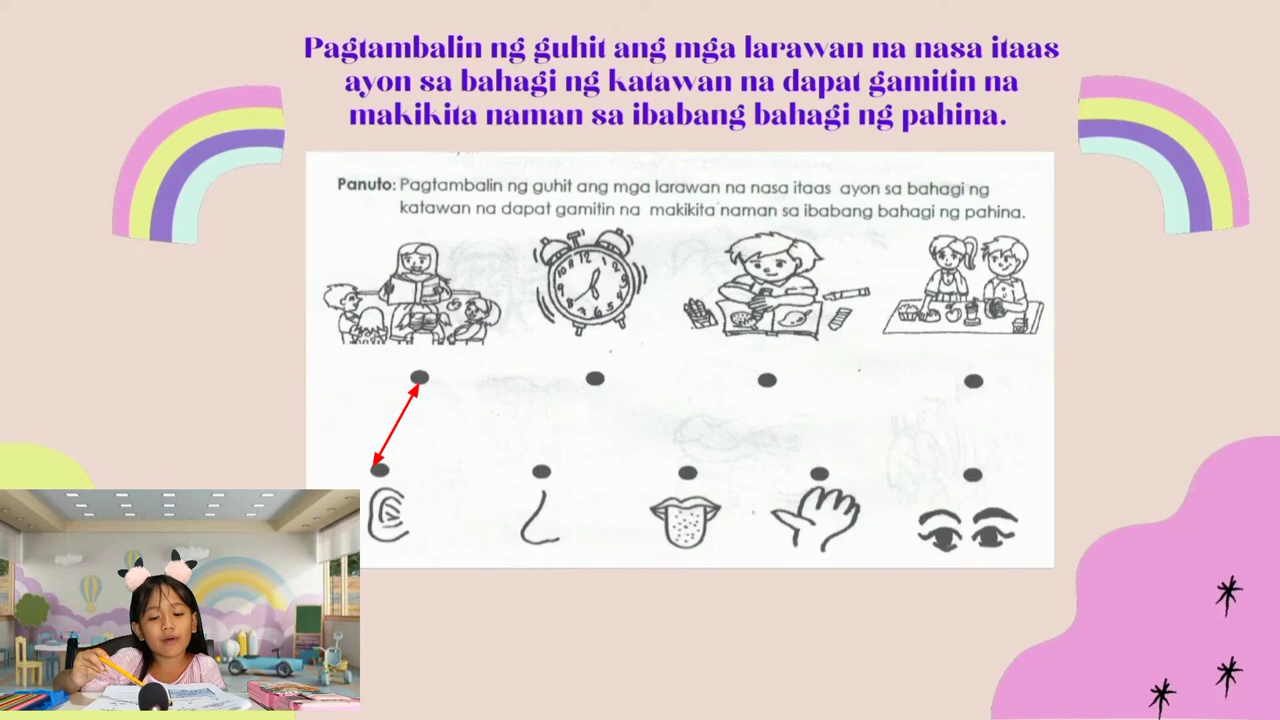 Pagtambalin ng guhit ang mga larawan na nasa itaas
ayon sa bahagi ng katawan na dapat gamitin na
makikita naman sa ibabang bahagi ng pahina.
Panuto: Pagtambalin ng guhit ang mga larawan na nasa itaas ayon sa bahagi ng
katawan na dapat gamitin na makikita naman sa ibabang bahagi ng pahina.